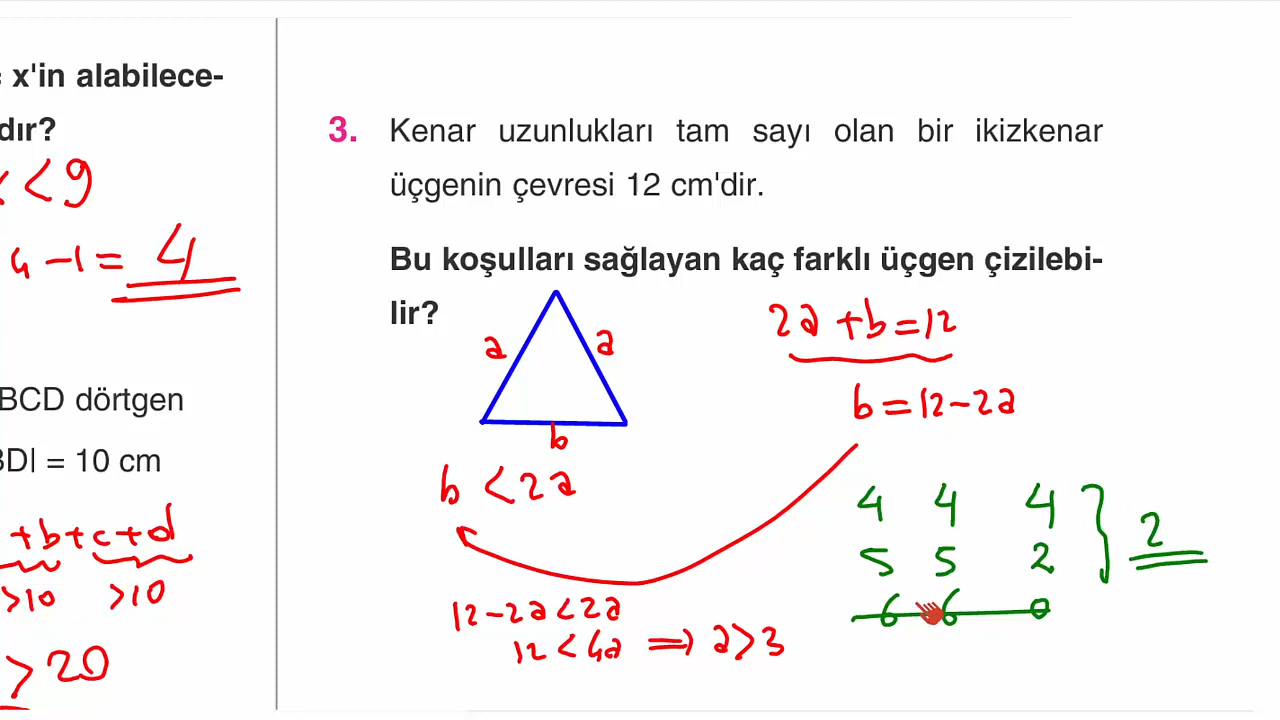 x'in alabilece-
dır?
< 9
4 - 1 = 4
BCD dörtgen
BDI = 10 cm
+b+c+d
>10 >10
> 20
3. Kenar uzunlukları tam sayı olan bir ikizkenar
üçgenin çevresi 12 cm'dir.
Bu koşulları sağlayan kaç farklı üçgen çizilebi-
lir?
a a
b
2a + b = 12
b = 12 - 2a
b < 2a
12 - 2a < 2a
12 < 4a ⇒ a > 3
4 4 4
5 5 2
6 6 0
2